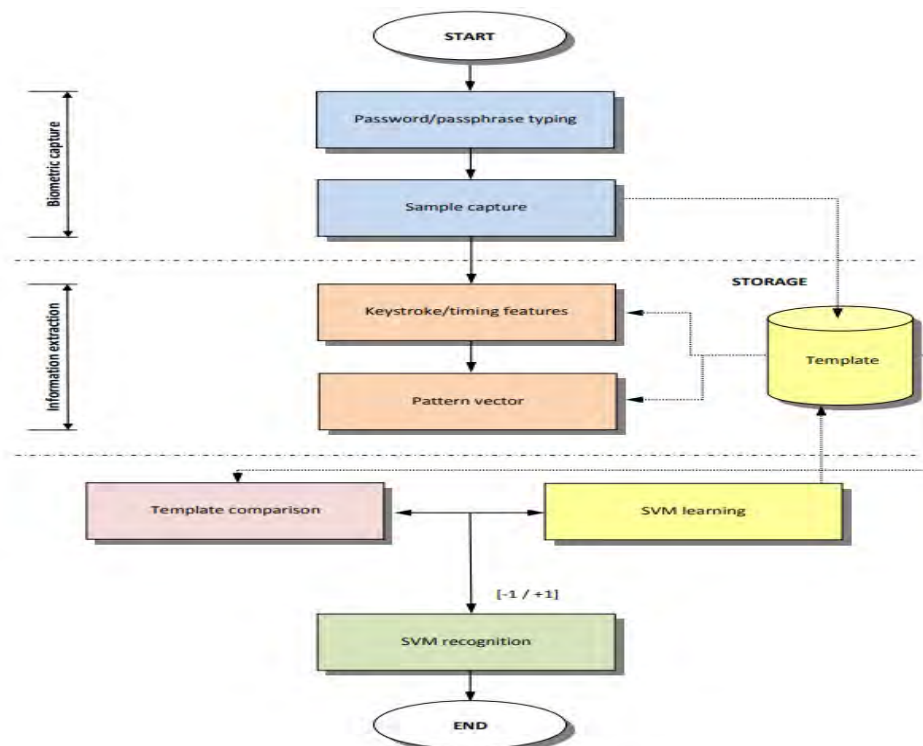 START
Password/passphrase typing
Biometric capture
Sample capture
STORAGE
Keystroke/timing features
Information extraction
Template
Pattern vector
Template comparison
SVM learning
[-1 / +1]
SVM recognition
END